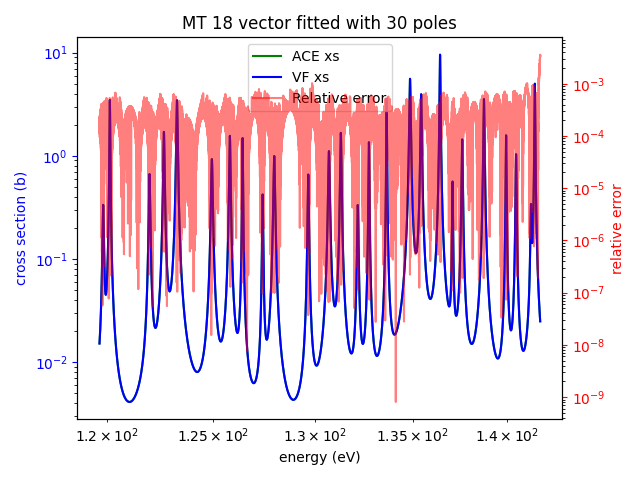 MT 18 vector fitted with 30 poles
ACE xs
VF xs
Relative error
cross section (b)
10¹
10⁰
10⁻¹
10⁻²
10⁻³
10⁻⁴
10⁻⁵
10⁻⁶
10⁻⁷
10⁻⁸
10⁻⁹
relative error
1.2 × 10² 1.25 × 10² 1.3 × 10² 1.35 × 10² 1.4 × 10²
energy (eV)